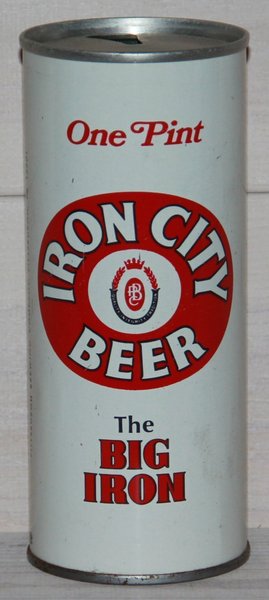 One Pint
IRON CITY
BEER
The
BIG
IRON